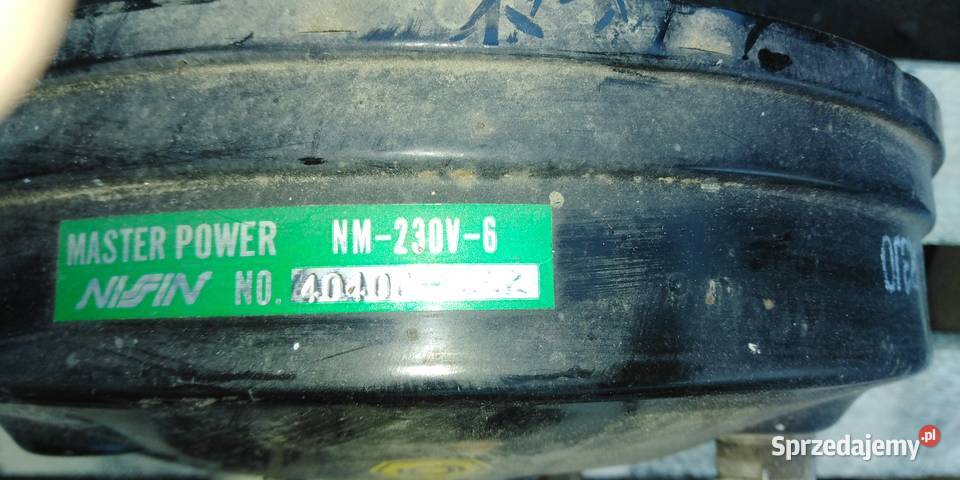 MASTER POWER NM-230V-6
NISSIN NO.
Sprzedajemy.pl